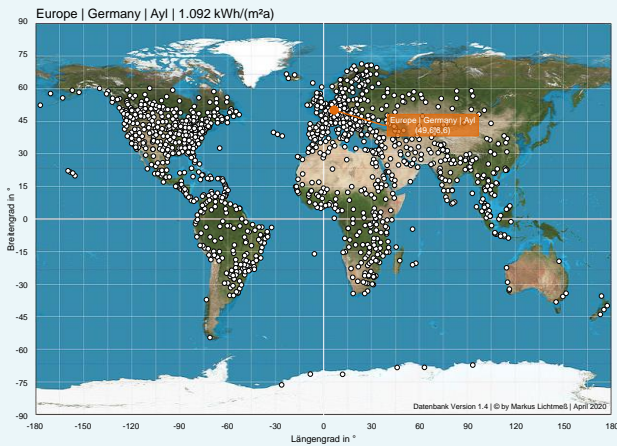 Europe | Germany | Ayl | 1.092 kWh/(m²a)
90
75
60
45
30
15
0
-15
-30
-45
-60
-75
-90
Breitengrad in °
Europe | Germany | Ayl
(49,6|6,6)
Datenbank Version 1.4 | © by Markus Lichtmeß | April 2020
-180 -150 -120 -90 -60 -30 0 30 60 90 120 150 180
Längengrad in °